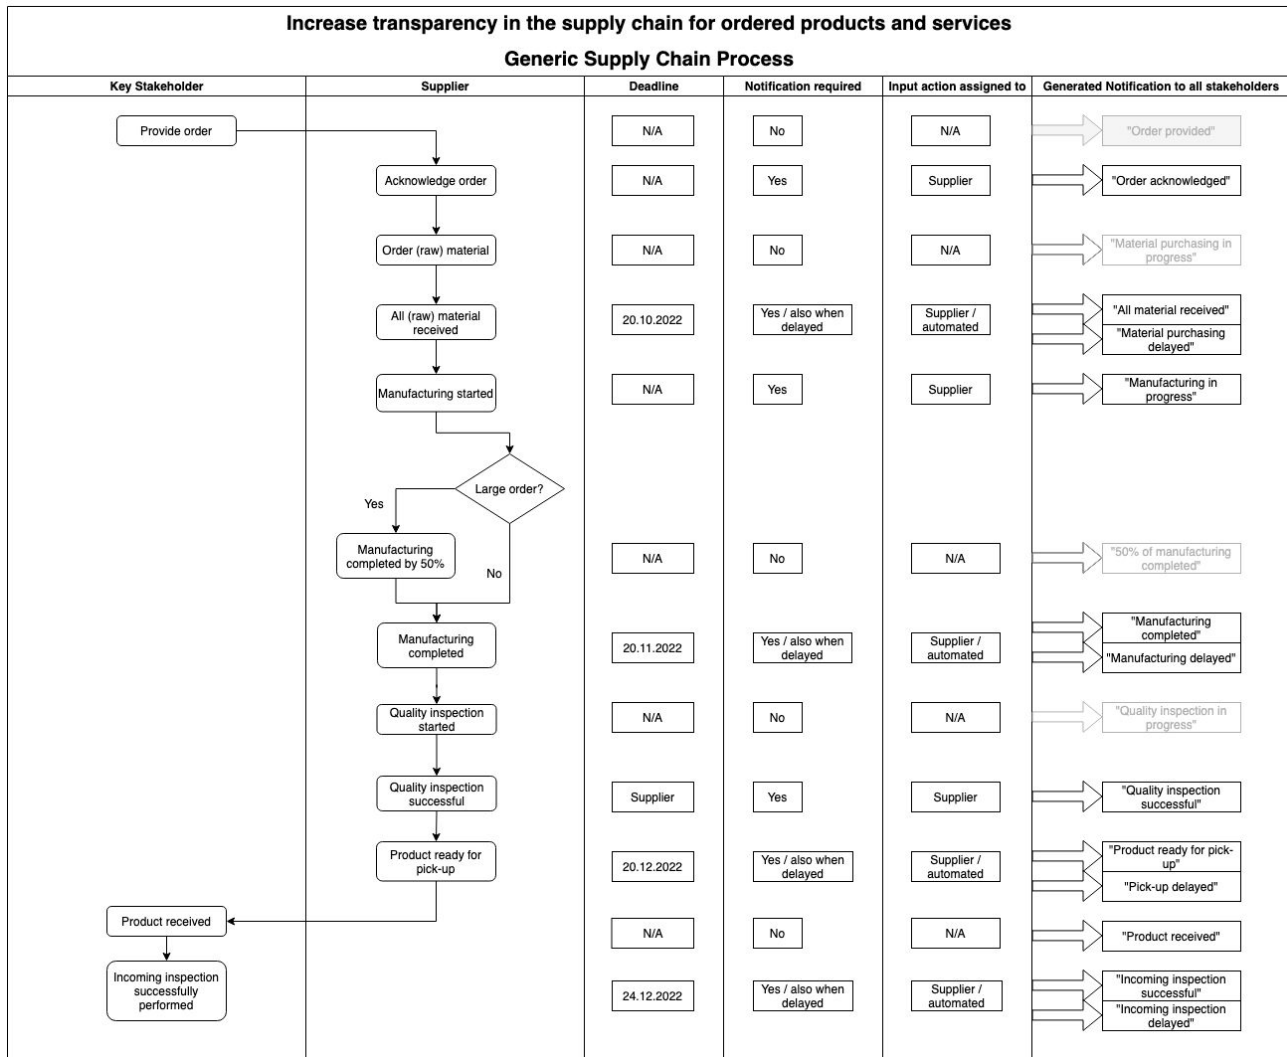 Increase transparency in the supply chain for ordered products and services
Generic Supply Chain Process
Key Stakeholder
Supplier
Deadline
Notification required
Input action assigned to
Generated Notification to all stakeholders
Provide order
N/A
No
N/A
"Order provided"
Acknowledge order
N/A
Yes
Supplier
"Order acknowledged"
Order (raw) material
N/A
No
N/A
"Material purchasing in
progress"
All (raw) material
received
20.10.2022
Yes / also when
delayed
Supplier /
automated
"All material received"
"Material purchasing
delayed"
Manufacturing started
N/A
Yes
Supplier
"Manufacturing in
progress"
Large order?
Yes
No
Manufacturing
completed by 50%
N/A
No
N/A
"50% of manufacturing
completed"
Manufacturing
completed
20.11.2022
Yes / also when
delayed
Supplier /
automated
"Manufacturing
completed"
"Manufacturing delayed"
Quality inspection
started
N/A
No
N/A
"Quality inspection in
progress"
Quality inspection
successful
Supplier
Yes
Supplier
"Quality inspection
successful"
Product ready for
pick-up
20.12.2022
Yes / also when
delayed
Supplier /
automated
"Product ready for pick-
up"
"Pick-up delayed"
Product received
N/A
No
N/A
"Product received"
Incoming inspection
successfully
performed
24.12.2022
Yes / also when
delayed
Supplier /
automated
"Incoming inspection
successful"
"Incoming inspection
delayed"